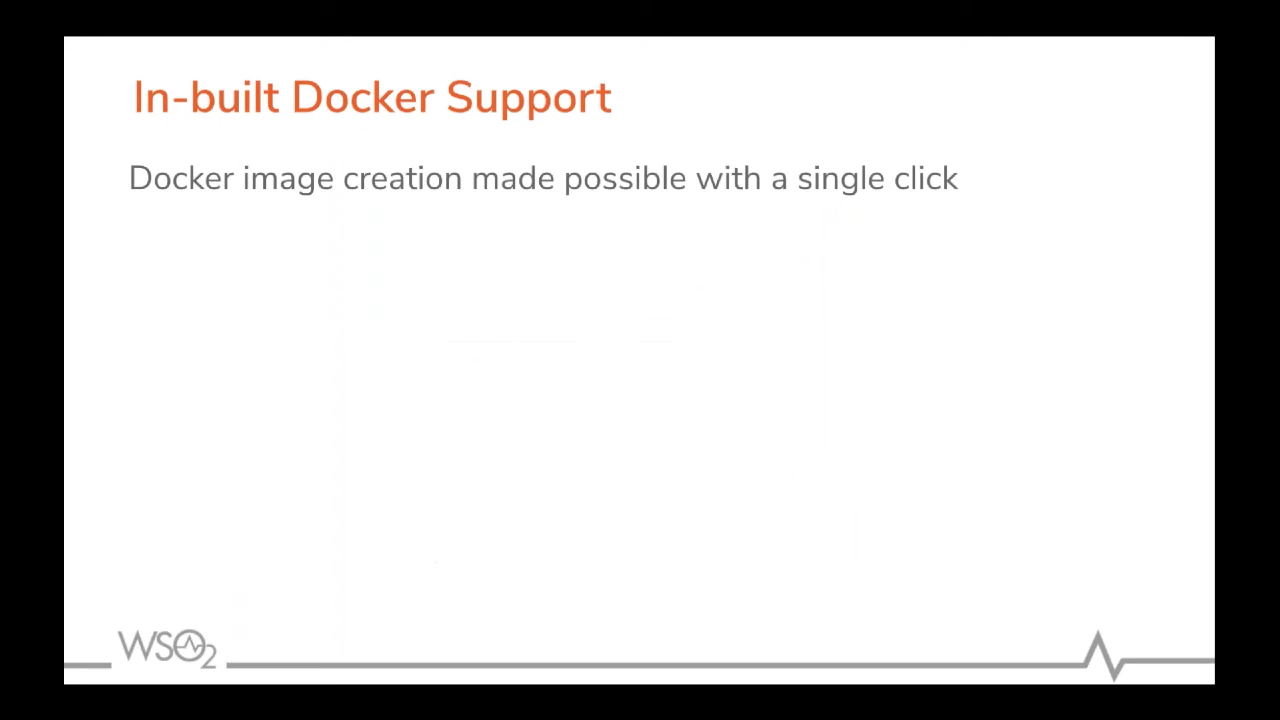 In-built Docker Support
Docker image creation made possible with a single click
WSO2